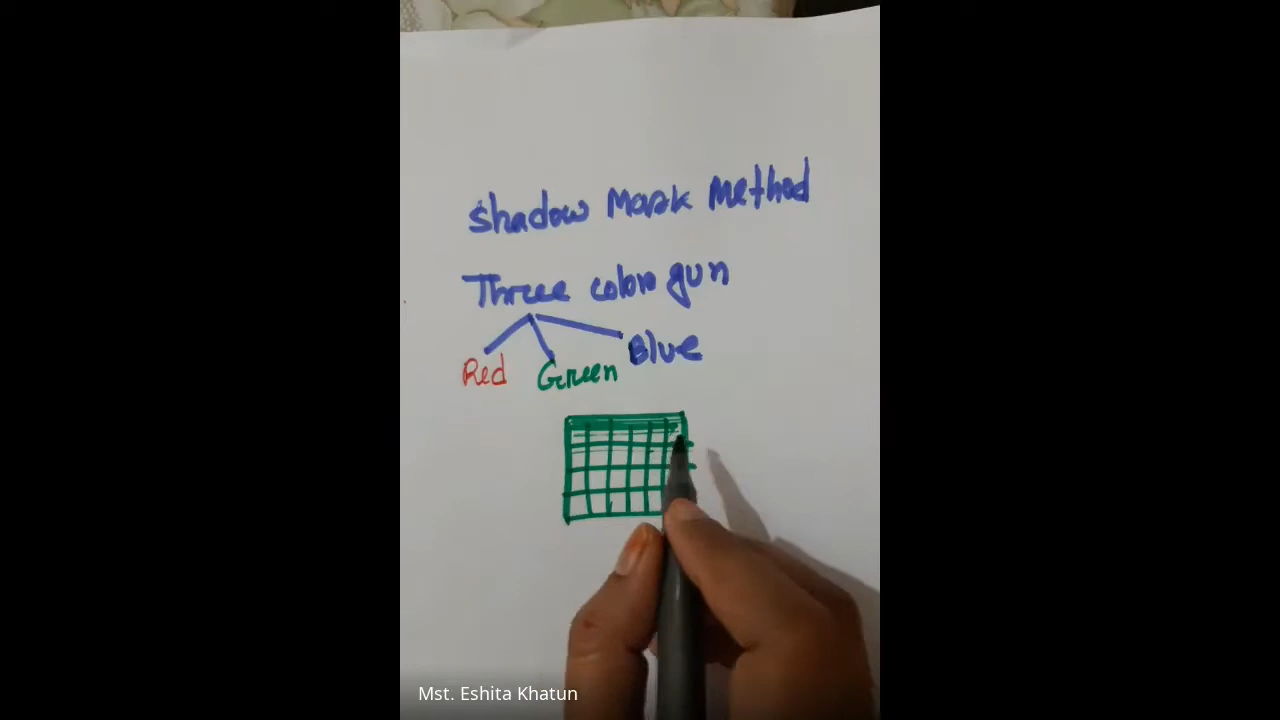 Shadow Mask Method
Three color gun
Red Green Blue
Mst. Eshita Khatun